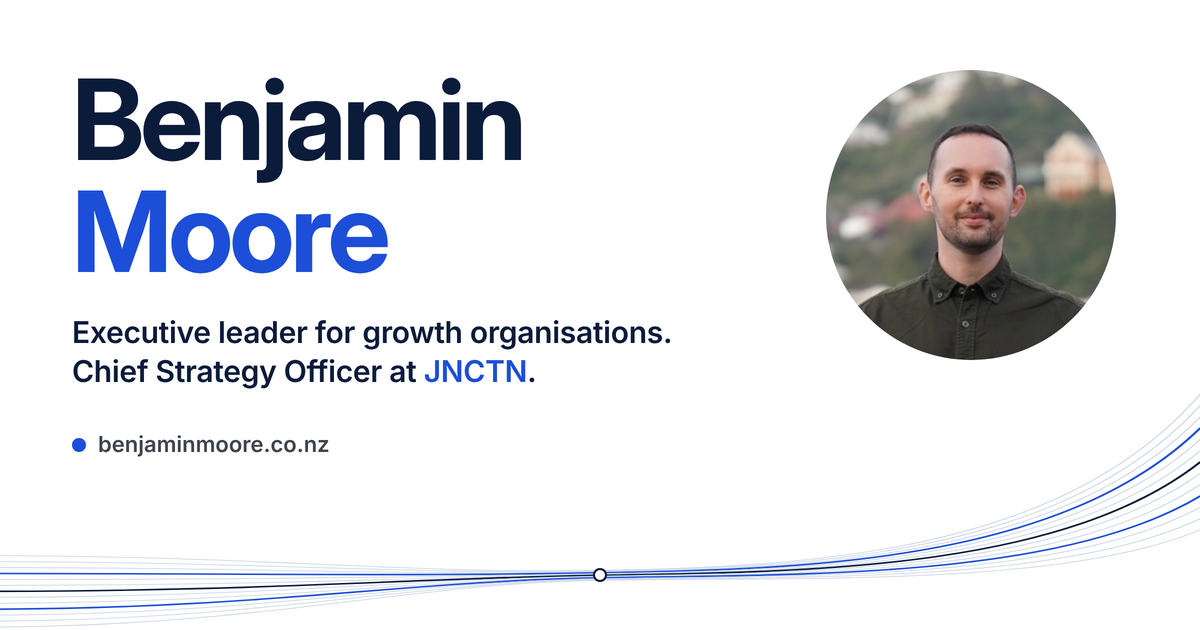 Benjamin
Moore
Executive leader for growth organisations.
Chief Strategy Officer at JNCTN.
benjaminmoore.co.nz